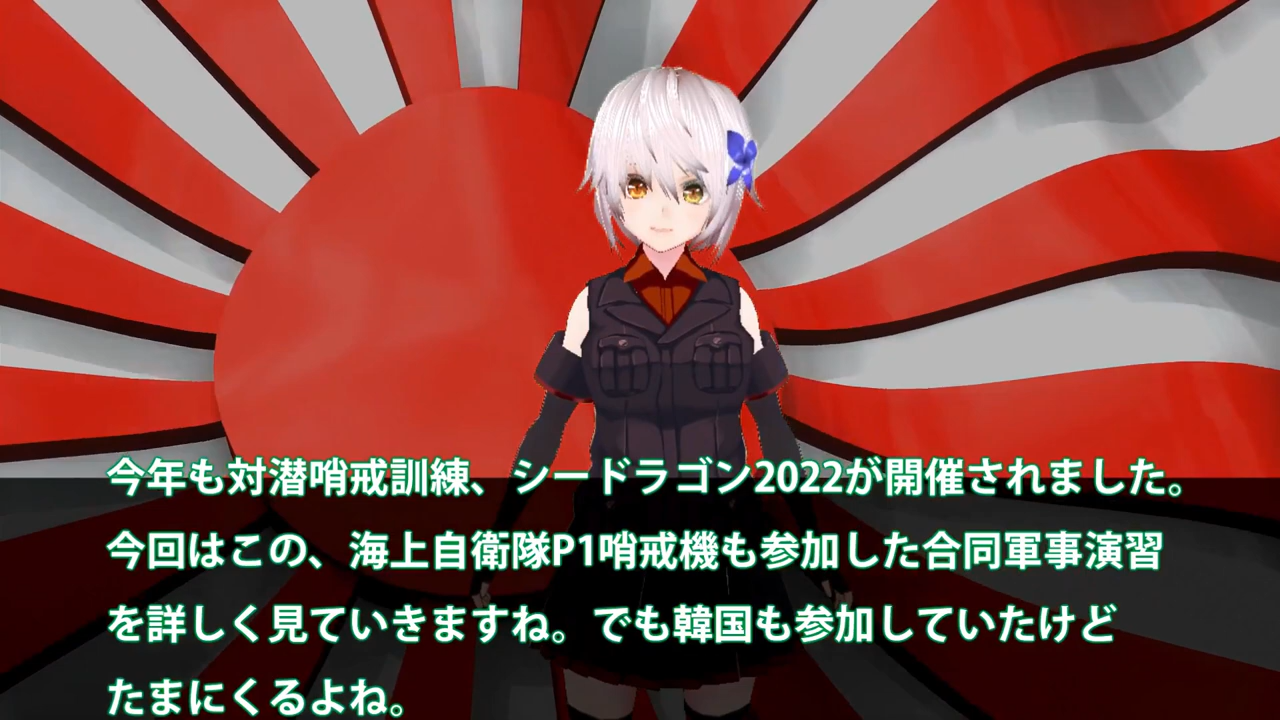 今年も対潜哨戒訓練、シードラゴン2022が開催されました。
今回はこの、海上自衛隊P1哨戒機も参加した合同軍事演習
を詳しく見ていきますね。でも韓国も参加していたけど
たまにくるよね。